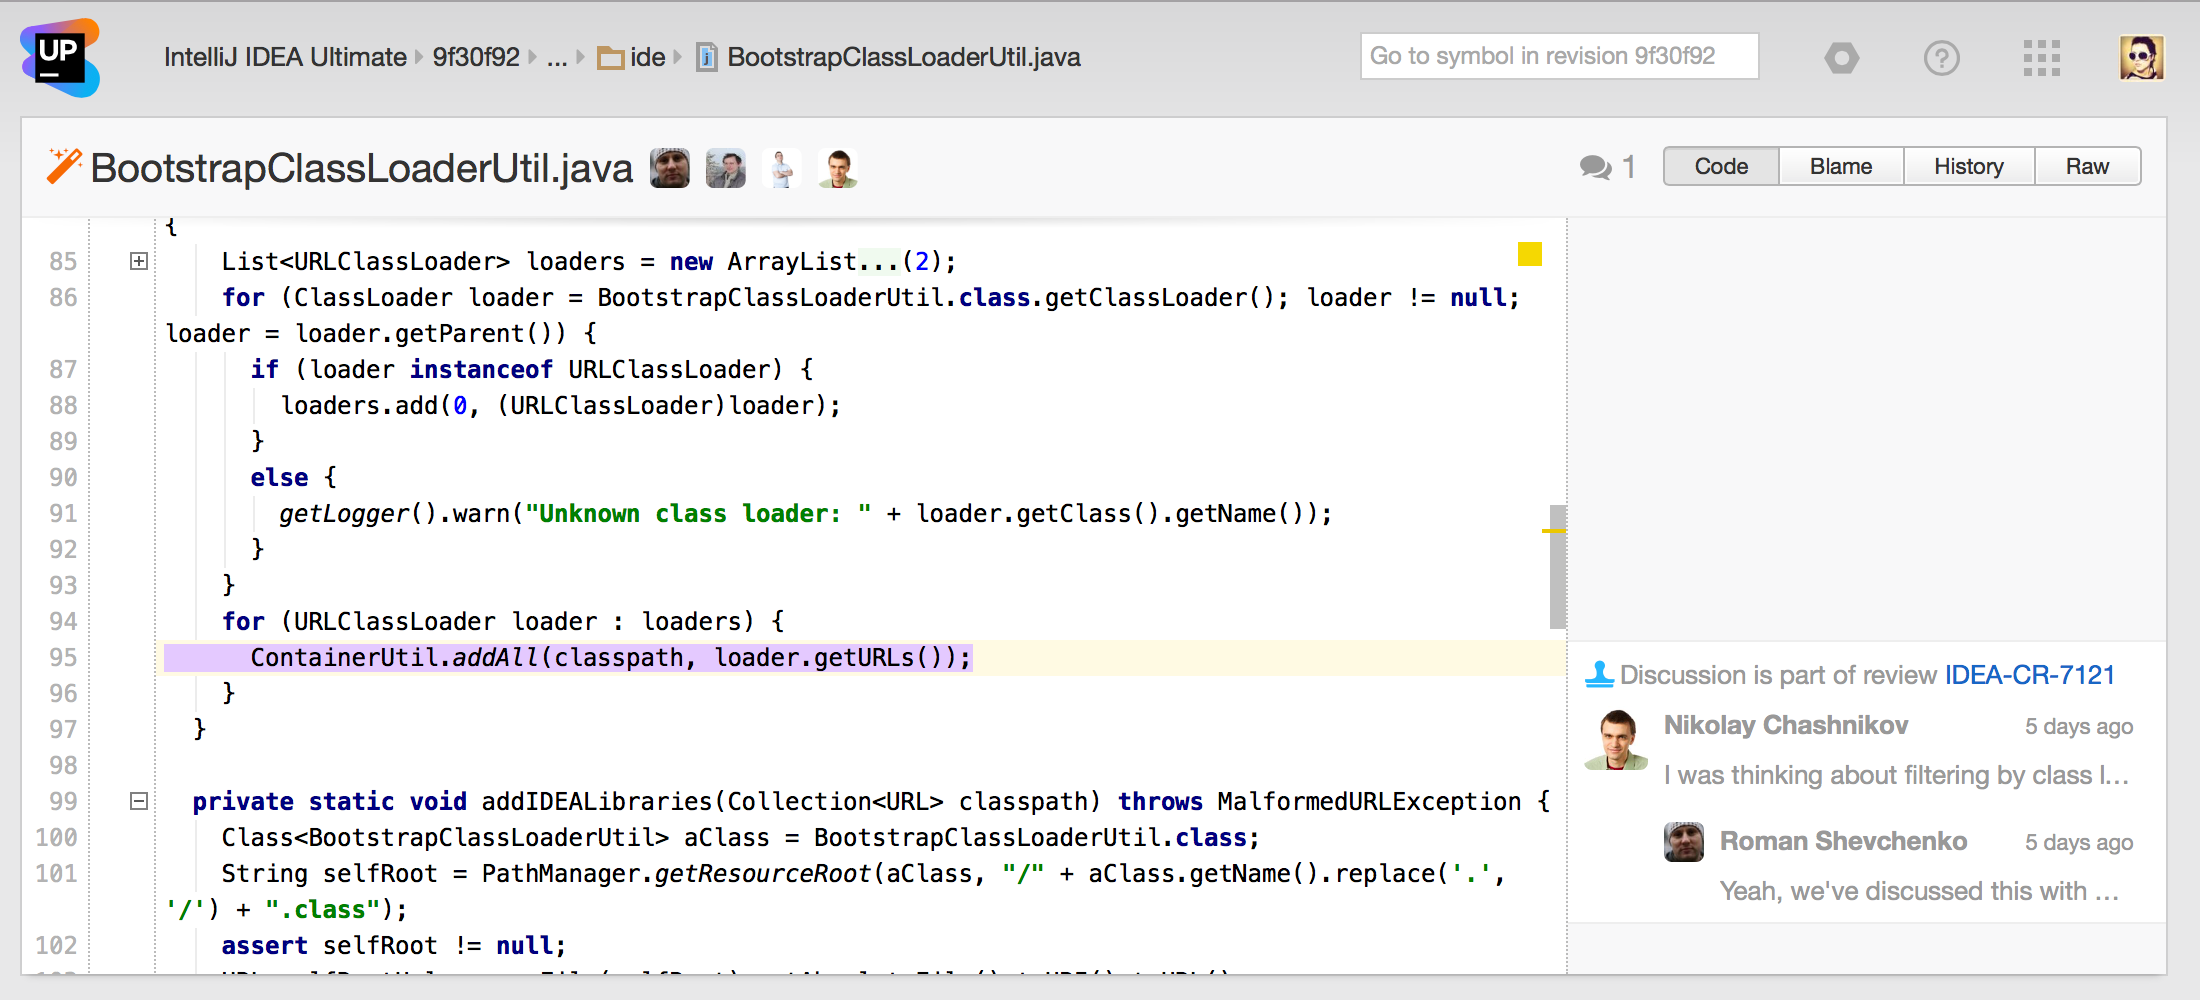 UP
IntelliJ IDEA Ultimate 9f30f92 ... ide BootstrapClassLoaderUtil.java
Go to symbol in revision 9f30f92
?
BootstrapClassLoaderUtil.java
1
Code Blame History Raw
{
85 List<URLClassLoader> loaders = new ArrayList...(2);
86 for (ClassLoader loader = BootstrapClassLoaderUtil.class.getClassLoader(); loader != null;
loader = loader.getParent()) {
87 if (loader instanceof URLClassLoader) {
88 loaders.add(0, (URLClassLoader)loader);
89 }
90 else {
91 getLogger().warn("Unknown class loader: " + loader.getClass().getName());
92 }
93 }
94 for (URLClassLoader loader : loaders) {
95 ContainerUtil.addAll(classpath, loader.getURLs());
96 }
97 }
98
99 private static void addIDEALibraries(Collection<URL> classpath) throws MalformedURLException {
100 Class<BootstrapClassLoaderUtil> aClass = BootstrapClassLoaderUtil.class;
101 String selfRoot = PathManager.getResourceRoot(aClass, "/" + aClass.getName().replace('.',
'/') + ".class");
102 assert selfRoot != null;
Discussion is part of review IDEA-CR-7121
Nikolay Chashnikov 5 days ago
I was thinking about filtering by class l...
Roman Shevchenko 5 days ago
Yeah, we've discussed this with ...